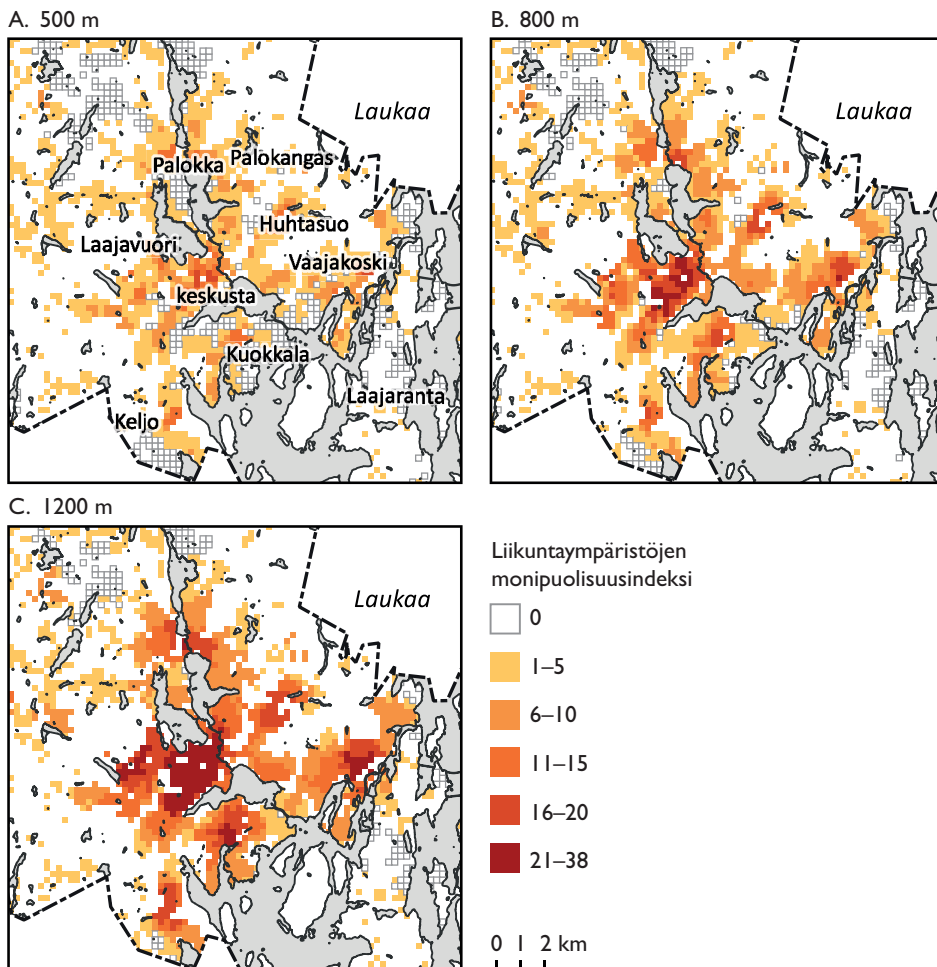 A. 500 m
Laukaa
Palokka
Palokangas
Huhtasuo
Laajavuori
Vaajakoski
keskusta
Kuokkala
Laajaranta
Keljo
B. 800 m
Laukaa
C. 1200 m
Laukaa
Liikuntaympäristöjen
monipuolisuusindeksi
0
1–5
6–10
11–15
16–20
21–38
0 1 2 km